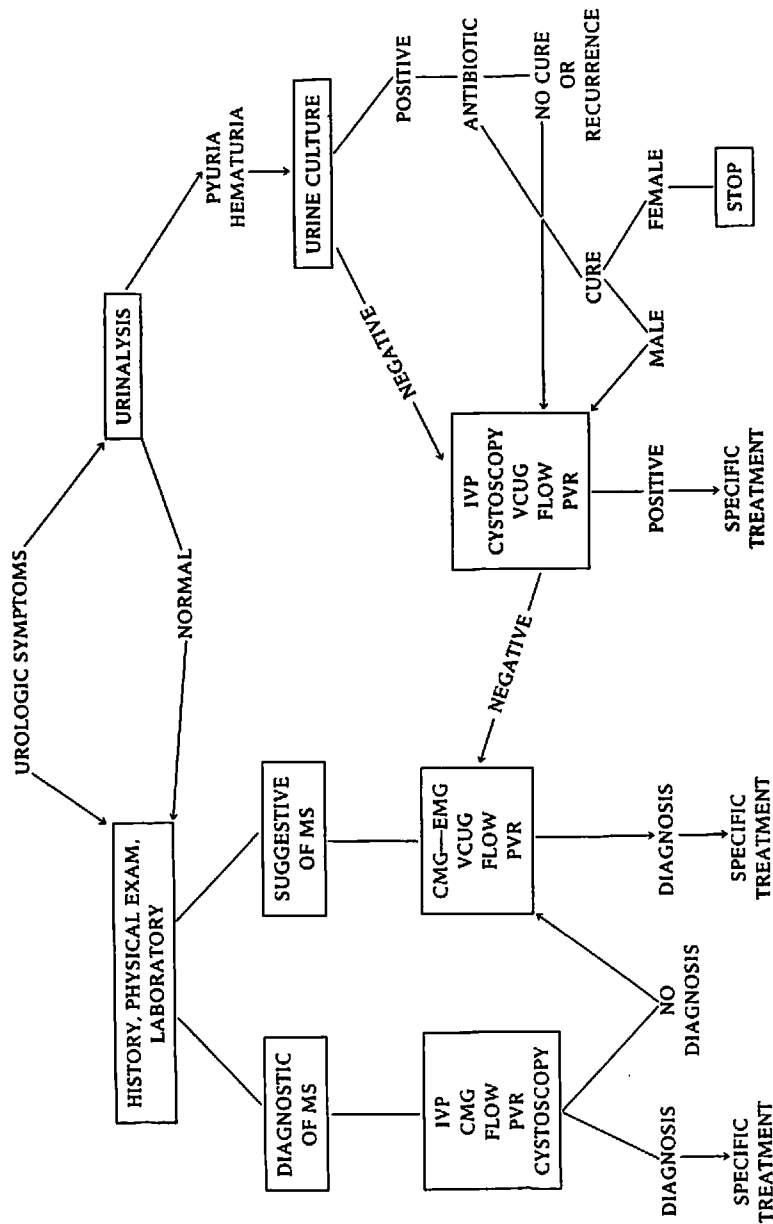 UROLOGIC SYMPTOMS
HISTORY, PHYSICAL EXAM,
LABORATORY
URINALYSIS
NORMAL
PYURIA
HEMATURIA
DIAGNOSTIC
OF MS
SUGGESTIVE
OF MS
URINE CULTURE
NEGATIVE
POSITIVE
ANTIBIOTIC
NO CURE
OR
RECURRENCE
IVP
CMG
FLOW
PVR
CYSTOSCOPY
CMG—EMG
VCUG
FLOW
PVR
NEGATIVE
IVP
CYSTOSCOPY
VCUG
FLOW
PVR
CURE
MALE
FEMALE
STOP
DIAGNOSIS
SPECIFIC
TREATMENT
NO
DIAGNOSIS
DIAGNOSIS
SPECIFIC
TREATMENT
POSITIVE
SPECIFIC
TREATMENT